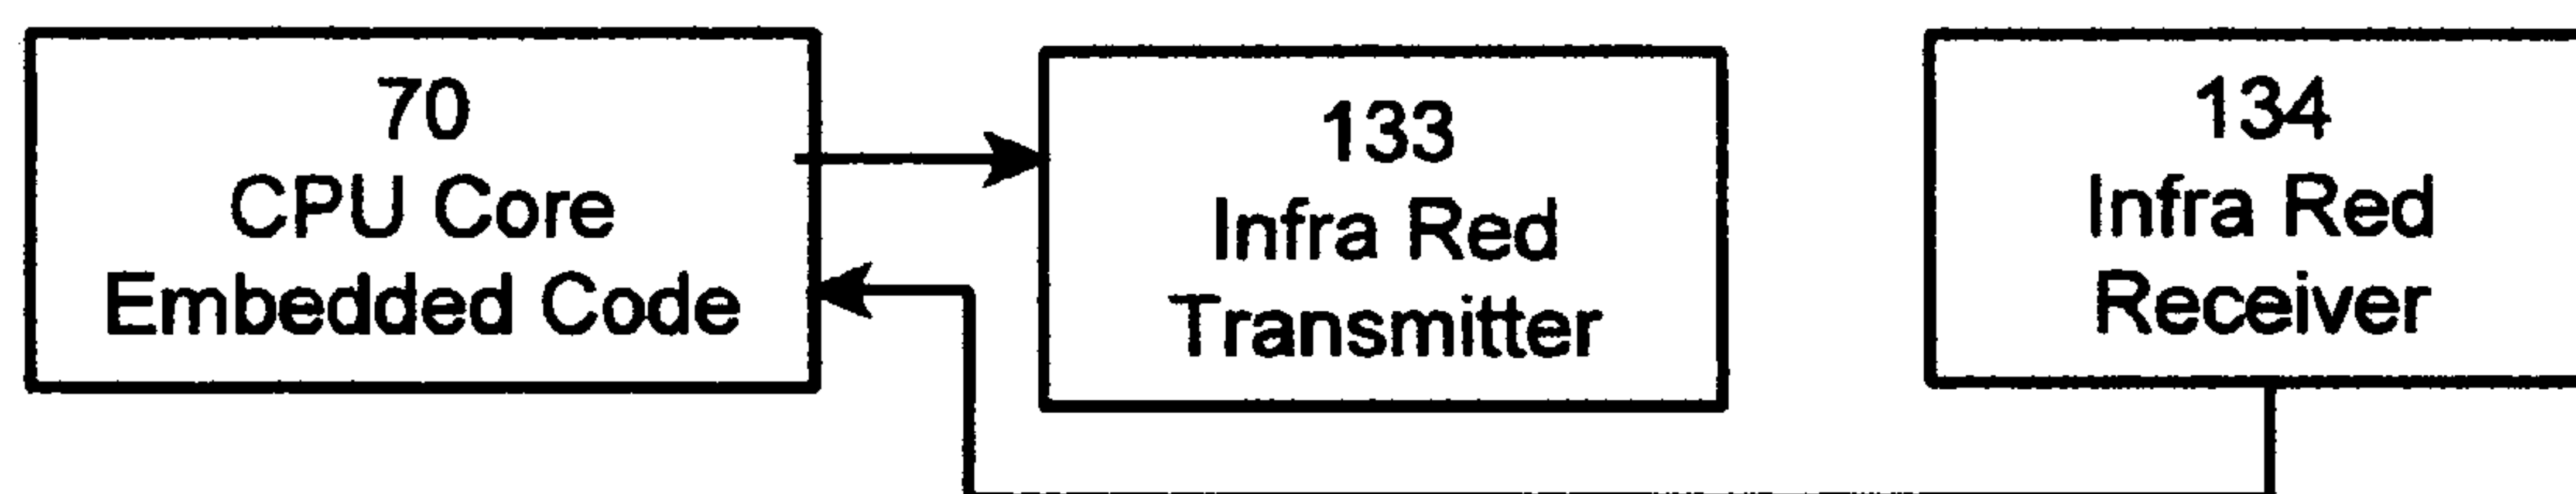 70
CPU Core
Embedded Code
133
Infra Red
Transmitter
134
Infra Red
Receiver